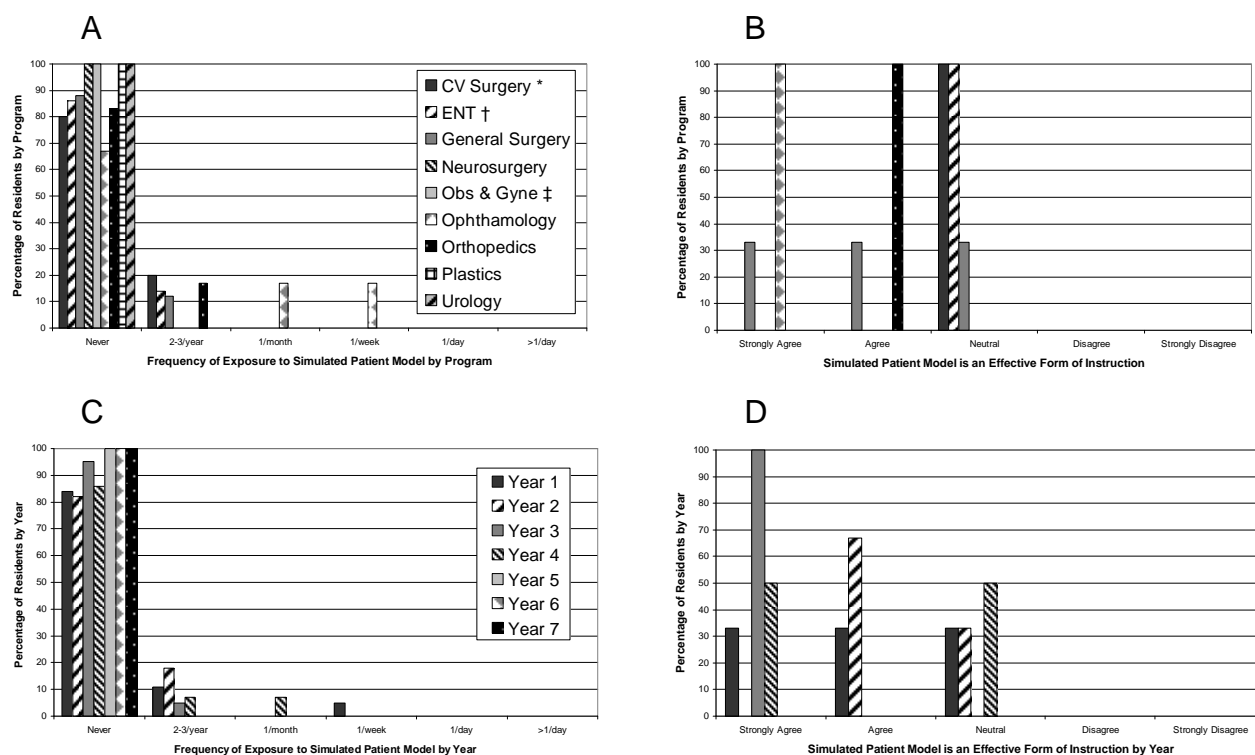 A
Percentage of Residents by Program
100
90
80
70
60
50
40
30
20
10
0
Never
2-3/year
1/month
1/week
1/day
>1/day
Frequency of Exposure to Simulated Patient Model by Program
CV Surgery *
ENT †
General Surgery
Neurosurgery
Obs & Gyne ‡
Ophthamology
Orthopedics
Plastics
Urology
B
Percentage of Residents by Program
100
90
80
70
60
50
40
30
20
10
0
Strongly Agree
Agree
Neutral
Disagree
Strongly Disagree
Simulated Patient Model is an Effective Form of Instruction
C
Percentage of Residents by Year
100
90
80
70
60
50
40
30
20
10
0
Never
2-3/year
1/month
1/week
1/day
>1/day
Frequency of Exposure to Simulated Patient Model by Year
Year 1
Year 2
Year 3
Year 4
Year 5
Year 6
Year 7
D
Percentage of Residents by Year
100
90
80
70
60
50
40
30
20
10
0
Strongly Agree
Agree
Neutral
Disagree
Strongly Disagree
Simulated Patient Model is an Effective Form of Instruction by Year